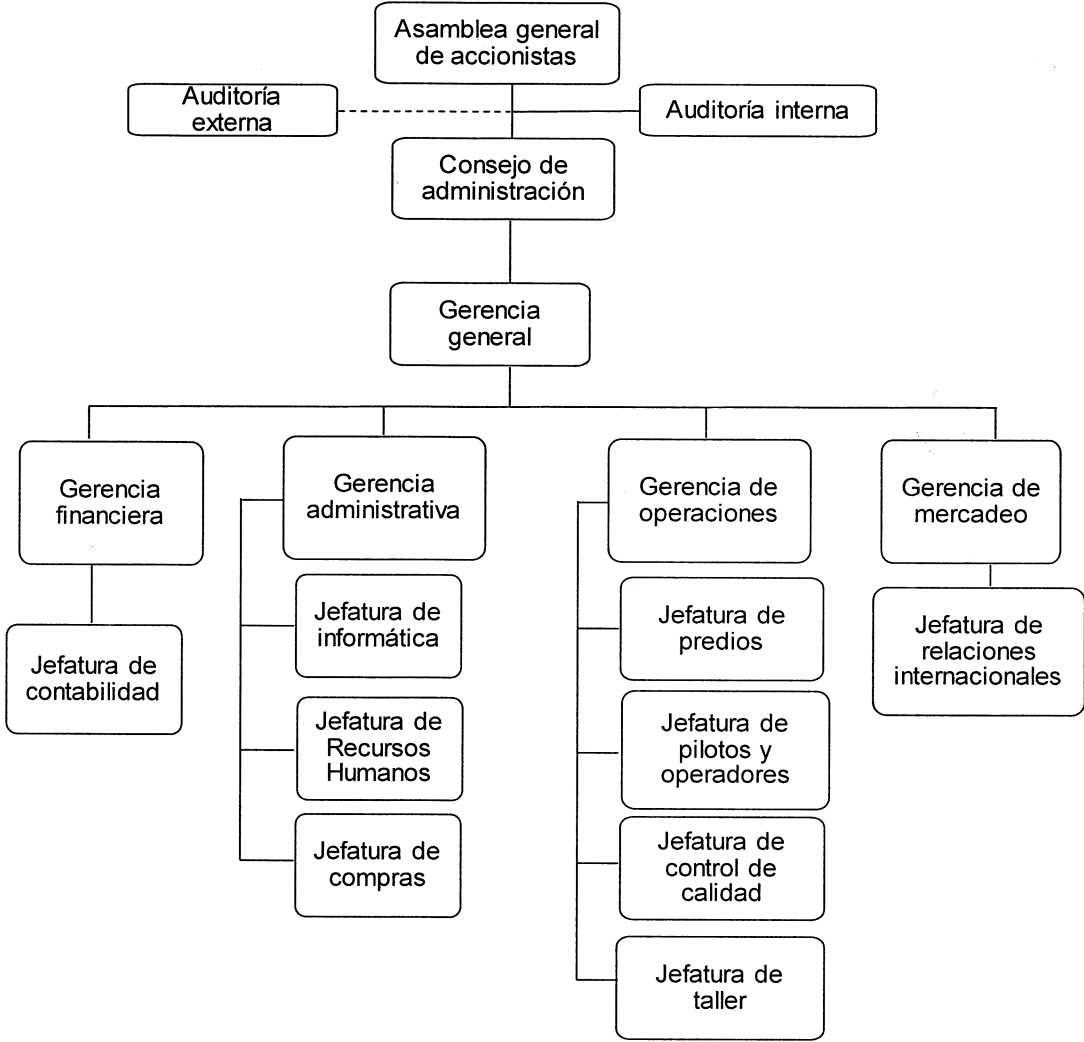 Asamblea general
de accionistas
Auditoría
externa
Auditoría interna
Consejo de
administración
Gerencia
general
Gerencia
financiera
Gerencia
administrativa
Gerencia de
operaciones
Gerencia de
mercadeo
Jefatura de
contabilidad
Jefatura de
informática
Jefatura de
Recursos
Humanos
Jefatura de
compras
Jefatura de
predios
Jefatura de
pilotos y
operadores
Jefatura de
control de
calidad
Jefatura de
taller
Jefatura de
relaciones
internacionales